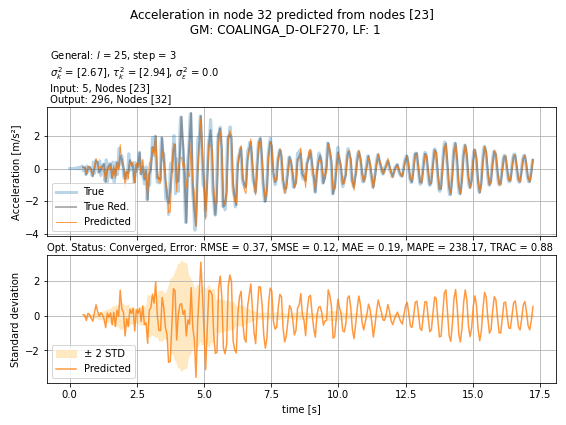 Acceleration in node 32 predicted from nodes [23]
GM: COALINGA_D-OLF270, LF: 1
General: l = 25, step = 3
σ²ₖ = [2.67], τ²ₖ = [2.94], σ²ε = 0.0
Input: 5, Nodes [23]
Output: 296, Nodes [32]
Acceleration [m/s²]
2
0
−2
−4
True
True Red.
Predicted
Opt. Status: Converged, Error: RMSE = 0.37, SMSE = 0.12, MAE = 0.19, MAPE = 238.17, TRAC = 0.88
Standard deviation
2
0
−2
± 2 STD
Predicted
0.0 2.5 5.0 7.5 10.0 12.5 15.0 17.5
time [s]